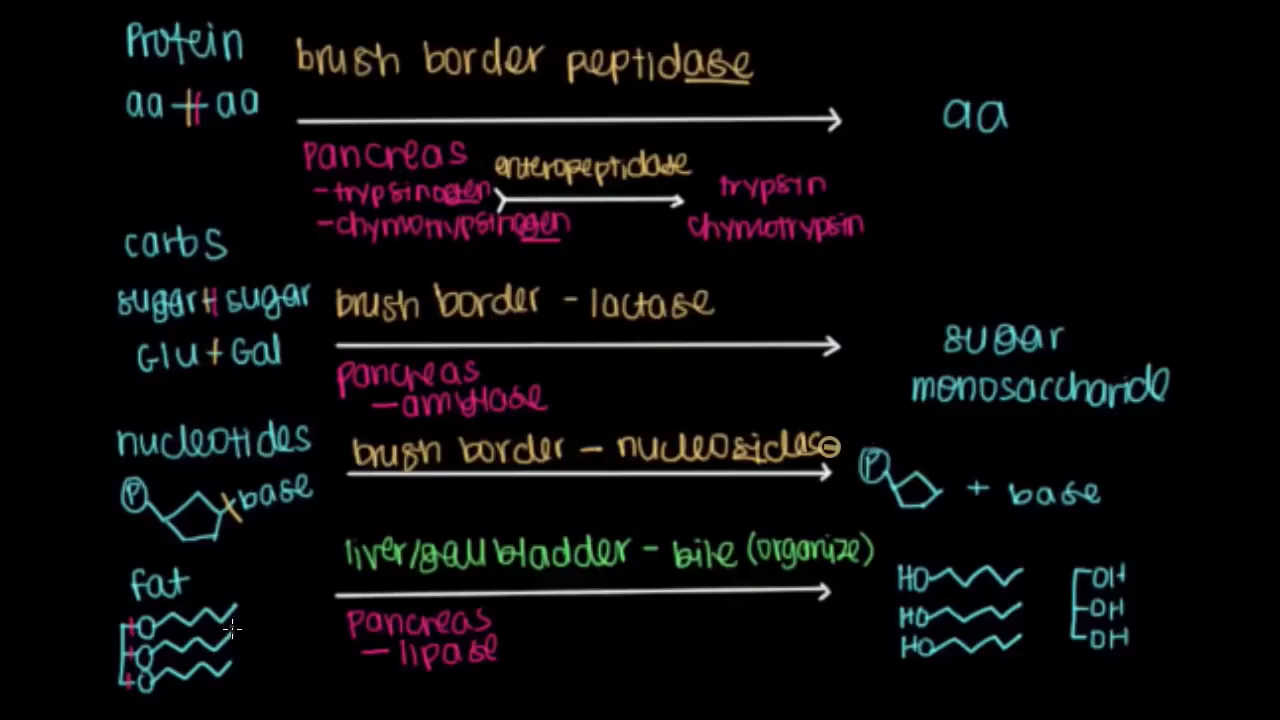 Protein
brush border peptidase
aa + aa
aa
Pancreas
enteropeptidase
- trypsinogen
trypsin
- chymotrypsinogen
chymotrypsin
carbs
sugar + sugar
brush border - lactase
Glu + Gal
sugar
monosaccharide
Pancreas
- amylase
nucleotides
brush border - nucleosidase
P
base
P
+ base
liver/gallbladder - bile (organize)
fat
HO
OH
HO
OH
HO
OH
O
O
O
Pancreas
- lipase